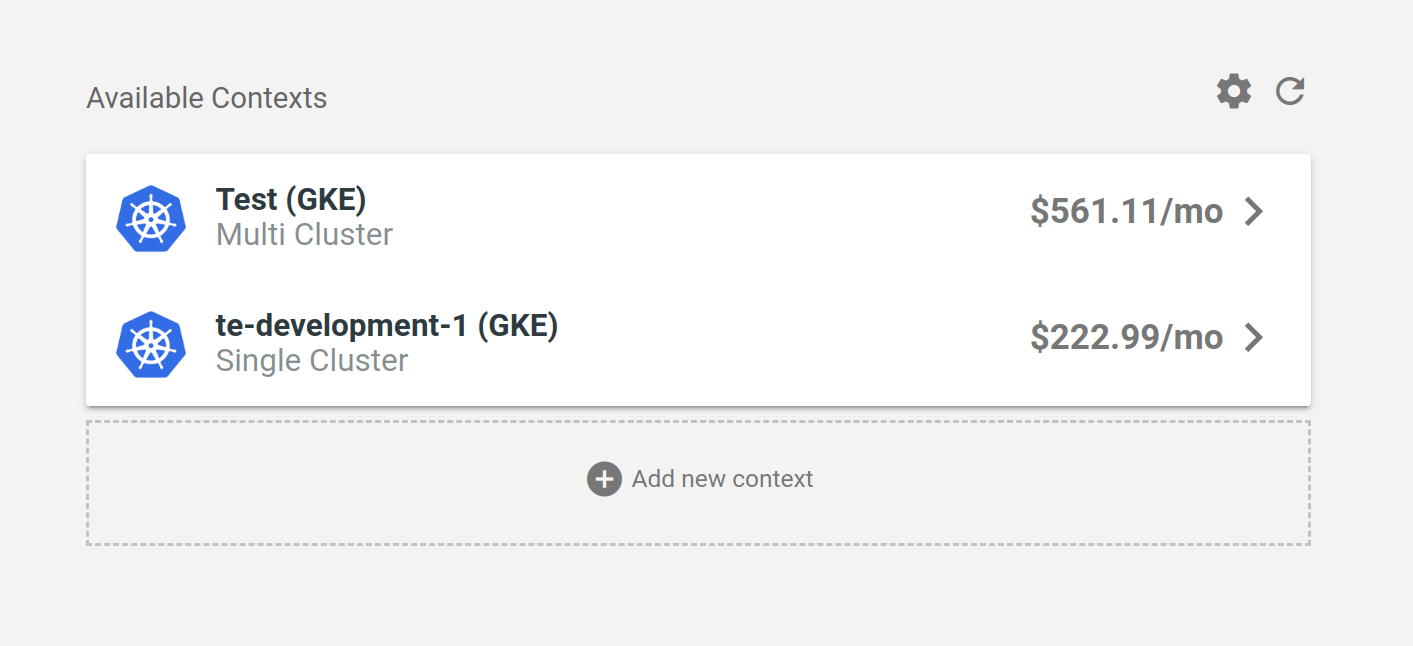 Available Contexts
Test (GKE)
Multi Cluster
$561.11/mo
te-development-1 (GKE)
Single Cluster
$222.99/mo
Add new context